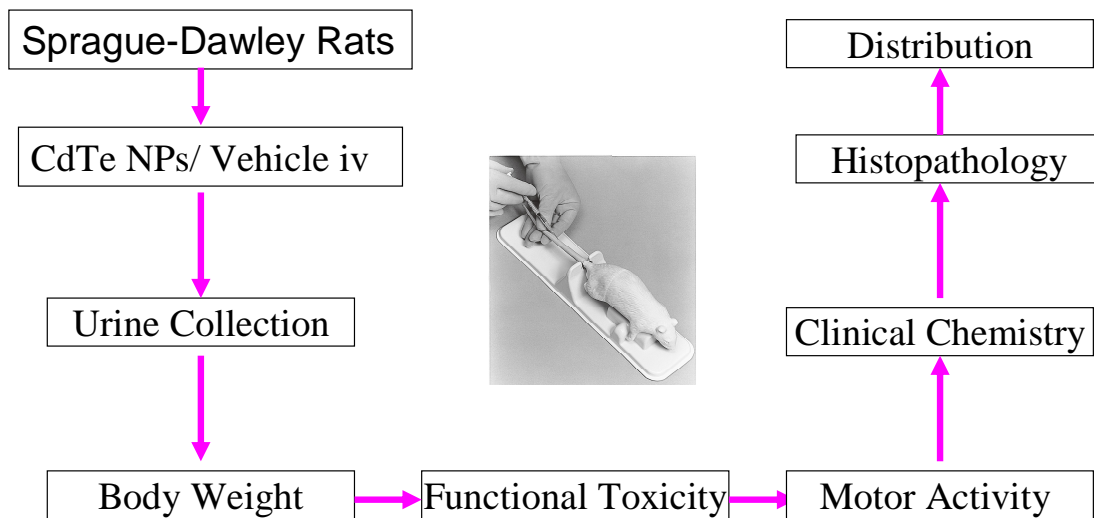 Sprague-Dawley Rats
CdTe NPs/ Vehicle iv
Urine Collection
Body Weight
Functional Toxicity
Motor Activity
Clinical Chemistry
Histopathology
Distribution